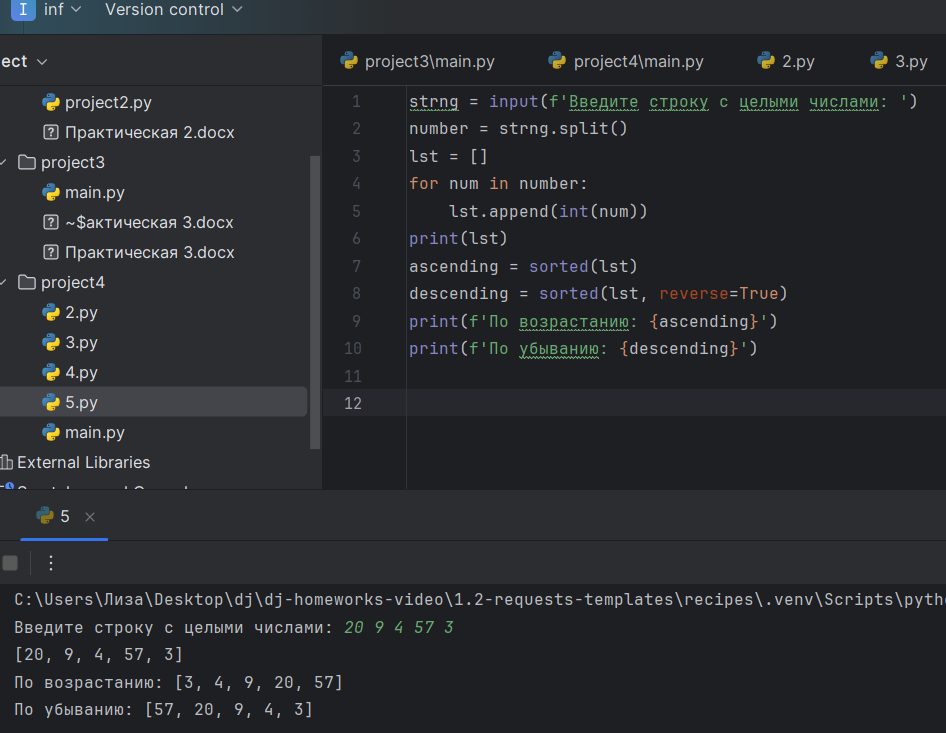 I inf Version control
ect
project3\main.py project4\main.py 2.py 3.py
project2.py
Практическая 2.docx
project3
main.py
~$актическая 3.docx
Практическая 3.docx
project4
2.py
3.py
4.py
5.py
main.py
External Libraries
1 strng = input(f'Введите строку с целыми числами: ')
2 number = strng.split()
3 lst = []
4 for num in number:
5 lst.append(int(num))
6 print(lst)
7 ascending = sorted(lst)
8 descending = sorted(lst, reverse=True)
9 print(f'По возрастанию: {ascending}')
10 print(f'По убыванию: {descending}')
11
12
5
C:\Users\Лиза\Desktop\dj\dj-homeworks-video\1.2-requests-templates\recipes\.venv\Scripts\pytho
Введите строку с целыми числами: 20 9 4 57 3
[20, 9, 4, 57, 3]
По возрастанию: [3, 4, 9, 20, 57]
По убыванию: [57, 20, 9, 4, 3]